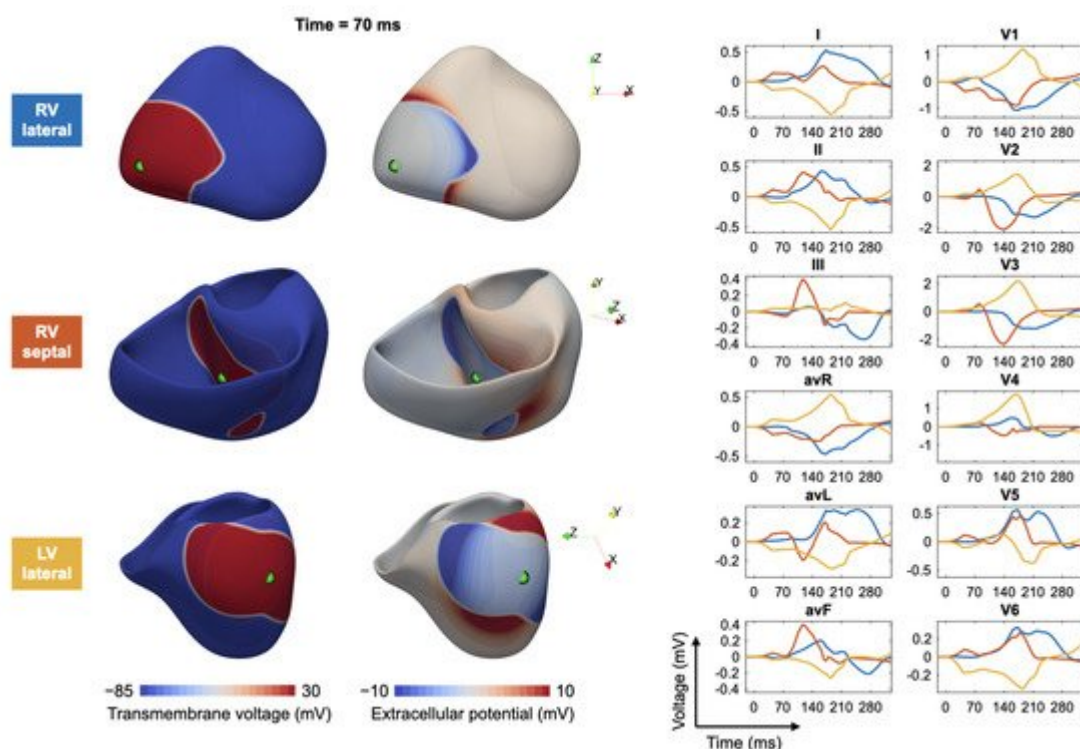 Time = 70 ms
RV
lateral
RV
septal
LV
lateral
Z
Y
X
Y
Z
X
Y
Z
X
−85
30
Transmembrane voltage (mV)
−10
10
Extracellular potential (mV)
I
0.5
0
-0.5
0 70 140 210 280
V1
1
0
-1
0 70 140 210 280
II
0.5
0
-0.5
0 70 140 210 280
V2
2
0
-2
0 70 140 210 280
III
0.4
0.2
0
-0.2
-0.4
0 70 140 210 280
V3
2
0
-2
0 70 140 210 280
avR
0.5
0
-0.5
0 70 140 210 280
V4
1
0
-1
0 70 140 210 280
avL
0.2
0
-0.2
0 70 140 210 280
V5
0.5
0
-0.5
0 70 140 210 280
avF
0.4
0.2
0
-0.2
-0.4
0 70 140 210 280
V6
0.4
0.2
0
-0.2
0 70 140 210 280
Voltage (mV)
Time (ms)